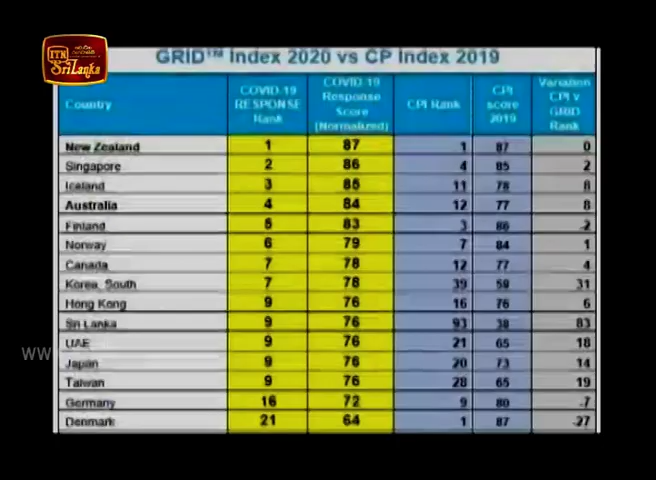 ITN
Sri Lanka
GRID™ Index 2020 vs CP Index 2019
Country COVID-19 RESPONSE Rank COVID-19 Response Score (Normalized) CPI Rank CPI score 2019 Variation CPI v GRID Rank
New Zealand 1 87 1 87 0
Singapore 2 86 4 85 2
Iceland 3 85 11 78 8
Australia 4 84 12 77 8
Finland 5 83 3 86 -2
Norway 6 79 7 84 1
Canada 7 78 12 77 4
Korea, South 7 78 39 59 31
Hong Kong 9 76 16 76 6
Sri Lanka 9 76 93 38 83
UAE 9 76 21 65 18
Japan 9 76 20 73 14
Taiwan 9 76 28 65 19
Germany 16 72 9 80 -7
Denmark 21 64 1 87 -27